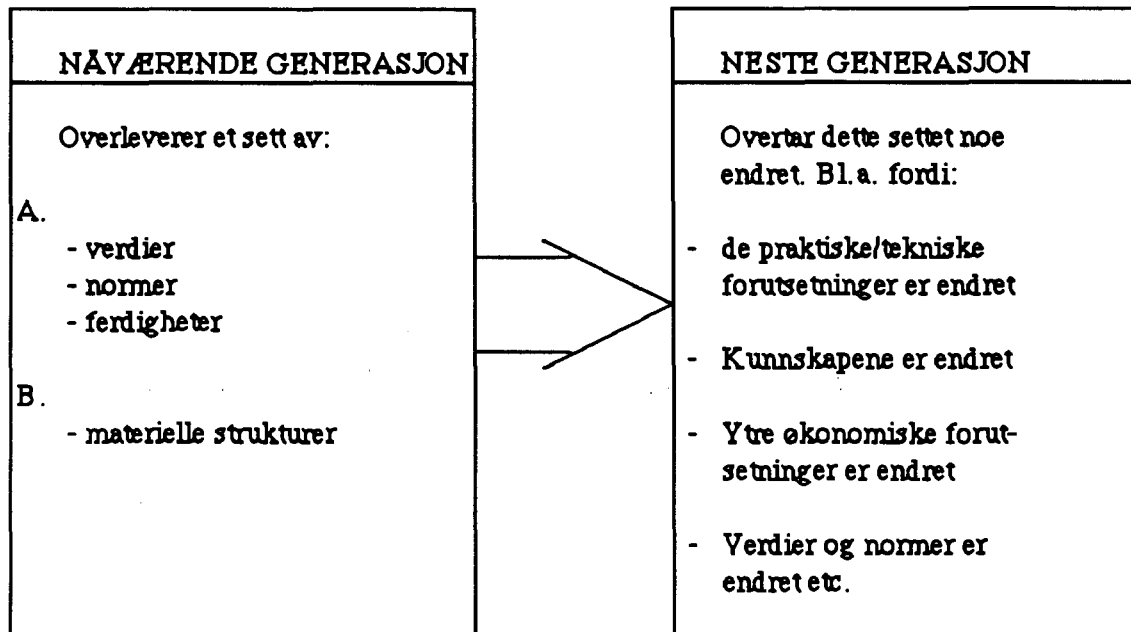 NÅVÆRENDE GENERASJON
Overleverer et sett av:
A.
- verdier
- normer
- ferdigheter
B.
- materielle strukturer
NESTE GENERASJON
Overtar dette settet noe
endret. Bl.a. fordi:
- de praktiske/tekniske
forutsetninger er endret
- Kunnskapene er endret
- Ytre økonomiske forut-
setninger er endret
- Verdier og normer er
endret etc.